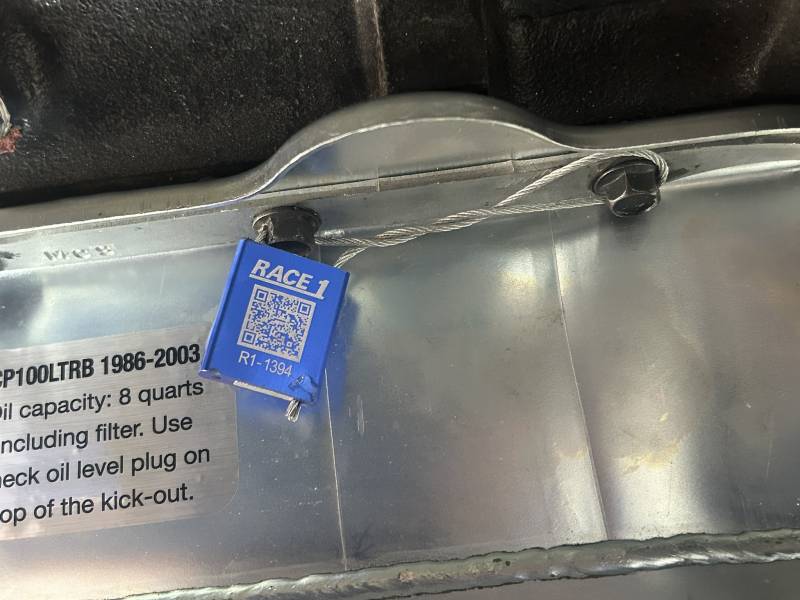 RACE 1
R1-1394
CP100LTRB 1986-2003
Oil capacity: 8 quarts
including filter. Use
heck oil level plug on
op of the kick-out.